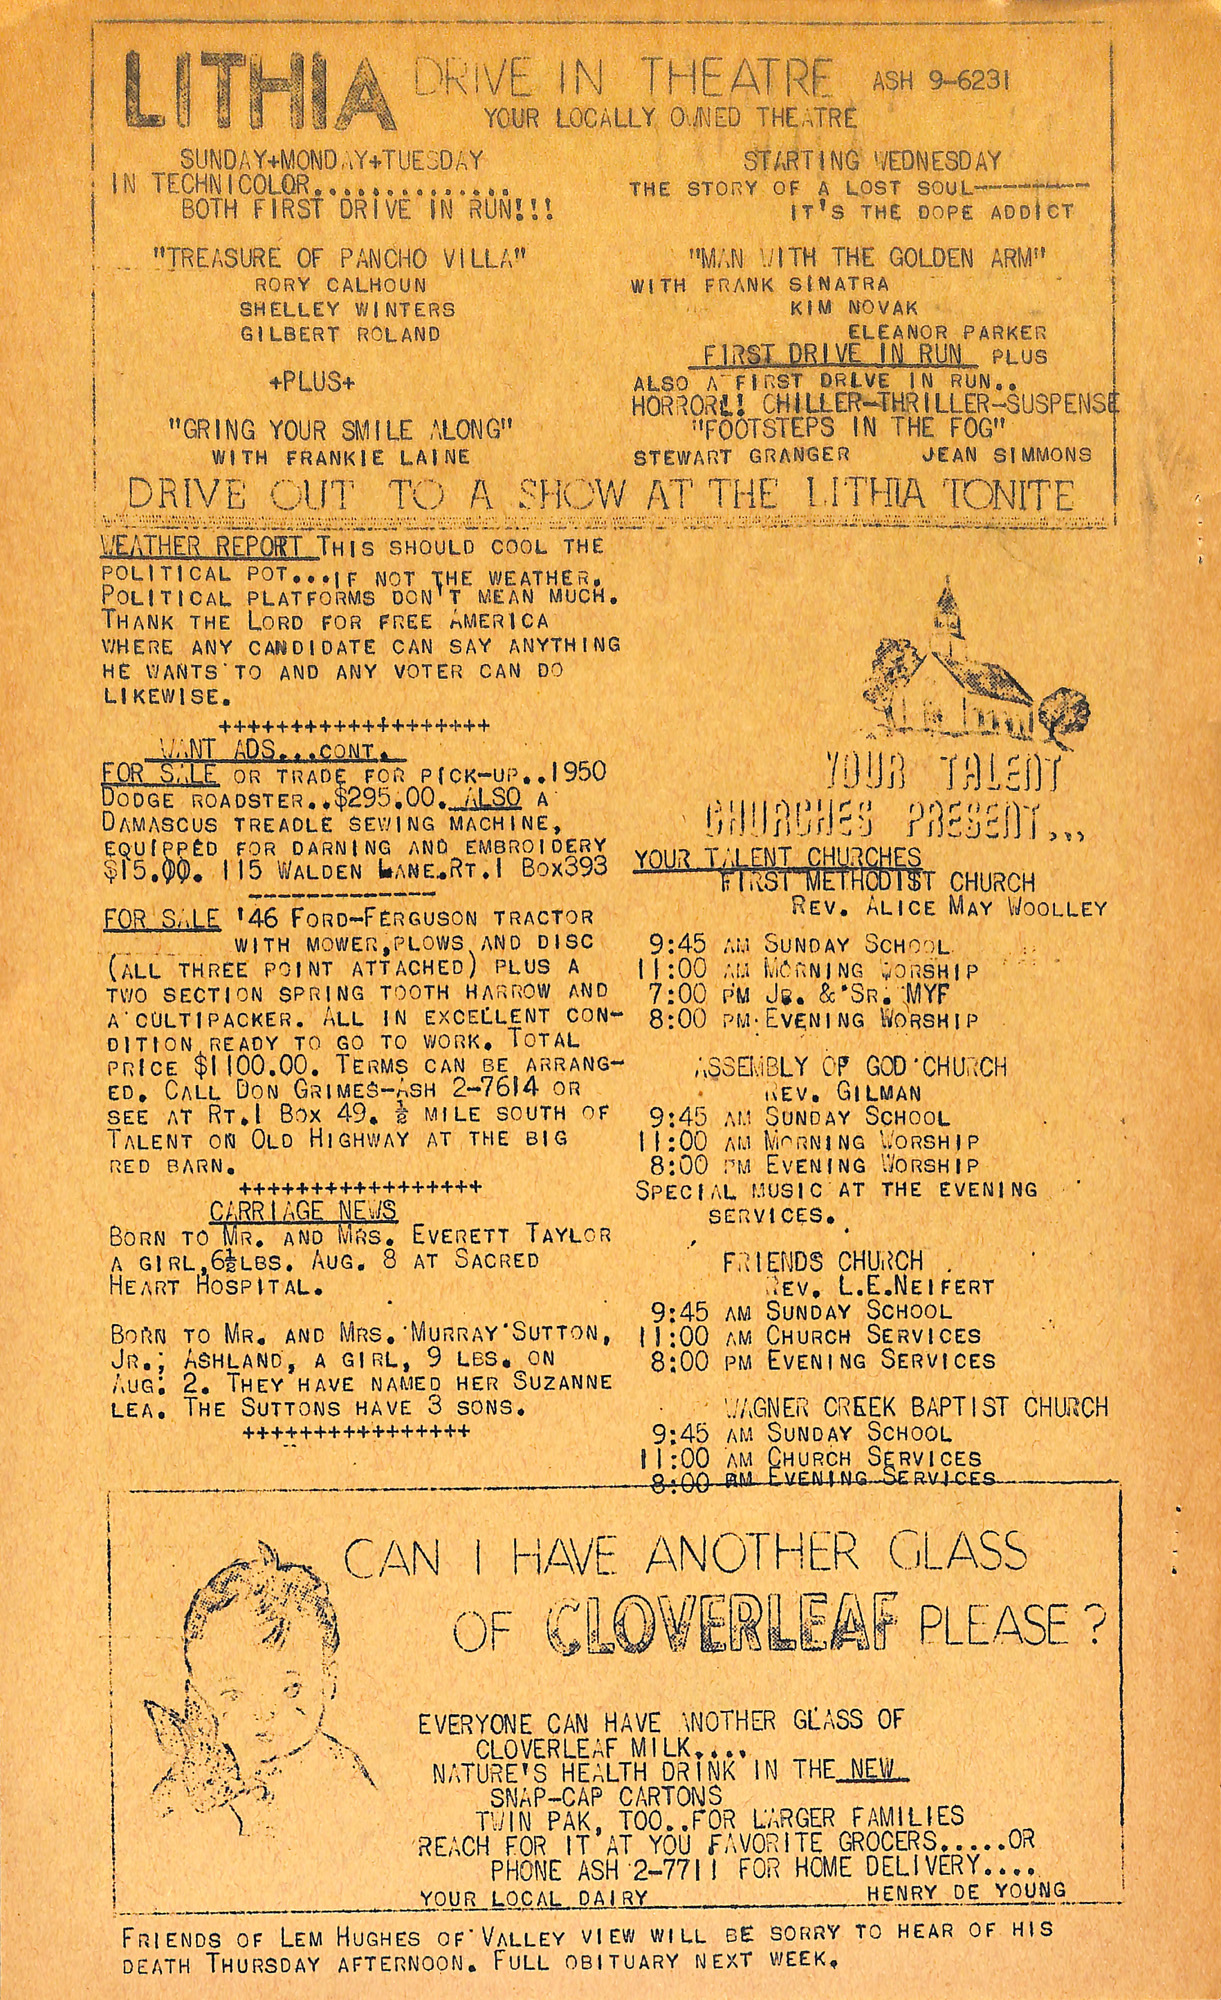 LITHIA DRIVE IN THEATRE ASH 9-6231
YOUR LOCALLY OWNED THEATRE
SUNDAY+MONDAY+TUESDAY
IN TECHNICOLOR..............
BOTH FIRST DRIVE IN RUN!!!
"TREASURE OF PANCHO VILLA"
RORY CALHOUN
SHELLEY WINTERS
GILBERT ROLAND
+PLUS+
"GRING YOUR SMILE ALONG"
WITH FRANKIE LAINE
STARTING WEDNESDAY
THE STORY OF A LOST SOUL--------
IT'S THE DOPE ADDICT
"MAN WITH THE GOLDEN ARM"
WITH FRANK SINATRA
KIM NOVAK
ELEANOR PARKER
FIRST DRIVE IN RUN PLUS
ALSO A FIRST DRLVE IN RUN..
HORROR!! CHILLER-THRILLER-SUSPENSE
"FOOTSTEPS IN THE FOG"
STEWART GRANGER JEAN SIMMONS
DRIVE OUT TO A SHOW AT THE LITHIA TONITE
WEATHER REPORT THIS SHOULD COOL THE
POLITICAL POT...IF NOT THE WEATHER.
POLITICAL PLATFORMS DON'T MEAN MUCH.
THANK THE LORD FOR FREE AMERICA
WHERE ANY CANDIDATE CAN SAY ANYTHING
HE WANTS TO AND ANY VOTER CAN DO
LIKEWISE.
+++++++++++++++++++
WANT ADS...CONT.
FOR SALE OR TRADE FOR PICK-UP..1950
DODGE ROADSTER..$295.00. ALSO A
DAMASCUS TREADLE SEWING MACHINE,
EQUIPPED FOR DARNING AND EMBROIDERY
$15.00. 115 WALDEN LANE.RT.1 BOX393
-------------
FOR SALE '46 FORD-FERGUSON TRACTOR
WITH MOWER,PLOWS AND DISC
(ALL THREE POINT ATTACHED) PLUS A
TWO SECTION SPRING TOOTH HARROW AND
A CULTIPACKER. ALL IN EXCELLENT CON-
DITION READY TO GO TO WORK. TOTAL
PRICE $1100.00. TERMS CAN BE ARRANG-
ED. CALL DON GRIMES-ASH 2-7614 OR
SEE AT RT.1 BOX 49. ½ MILE SOUTH OF
TALENT ON OLD HIGHWAY AT THE BIG
RED BARN.
+++++++++++++++++
CARRIAGE NEWS
BORN TO MR. AND MRS. EVERETT TAYLOR
A GIRL,6½LBS. AUG. 8 AT SACRED
HEART HOSPITAL.
BORN TO MR. AND MRS. MURRAY SUTTON,
JR., ASHLAND, A GIRL, 9 LBS. ON
AUG. 2. THEY HAVE NAMED HER SUZANNE
LEA. THE SUTTONS HAVE 3 SONS.
++++++++++++++++
YOUR TALENT
CHURCHES PRESENT...
YOUR TALENT CHURCHES
FIRST METHODIST CHURCH
REV. ALICE MAY WOOLLEY
9:45 AM SUNDAY SCHOOL
11:00 AM MORNING WORSHIP
7:00 PM JR. & SR. MYF
8:00 PM EVENING WORSHIP
ASSEMBLY OF GOD CHURCH
REV. GILMAN
9:45 AM SUNDAY SCHOOL
11:00 AM MORNING WORSHIP
8:00 PM EVENING WORSHIP
SPECIAL MUSIC AT THE EVENING
SERVICES.
FRIENDS CHURCH
REV. L.E.NEIFERT
9:45 AM SUNDAY SCHOOL
11:00 AM CHURCH SERVICES
8:00 PM EVENING SERVICES
WAGNER CREEK BAPTIST CHURCH
9:45 AM SUNDAY SCHOOL
11:00 AM CHURCH SERVICES
8:00 PM EVENING SERVICES
CAN I HAVE ANOTHER GLASS
OF CLOVERLEAF PLEASE?
EVERYONE CAN HAVE ANOTHER GLASS OF
CLOVERLEAF MILK....
NATURE'S HEALTH DRINK IN THE NEW
SNAP-CAP CARTONS
TWIN PAK, TOO..FOR LARGER FAMILIES
REACH FOR IT AT YOU FAVORITE GROCERS.....OR
PHONE ASH 2-7711 FOR HOME DELIVERY....
YOUR LOCAL DAIRY HENRY DE YOUNG
FRIENDS OF LEM HUGHES OF VALLEY VIEW WILL BE SORRY TO HEAR OF HIS
DEATH THURSDAY AFTERNOON. FULL OBITUARY NEXT WEEK.